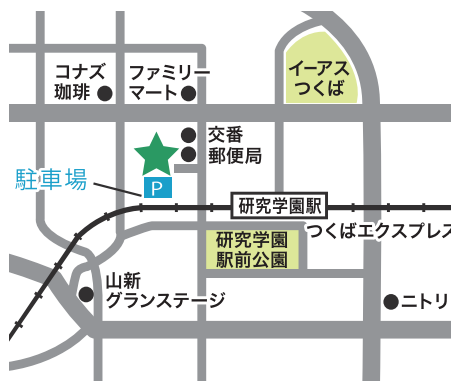 コナズ
珈琲
ファミリー
マート
イーアス
つくば
交番
郵便局
駐車場
P
研究学園駅
つくばエクスプレス
研究学園
駅前公園
山新
グランステージ
ニトリ